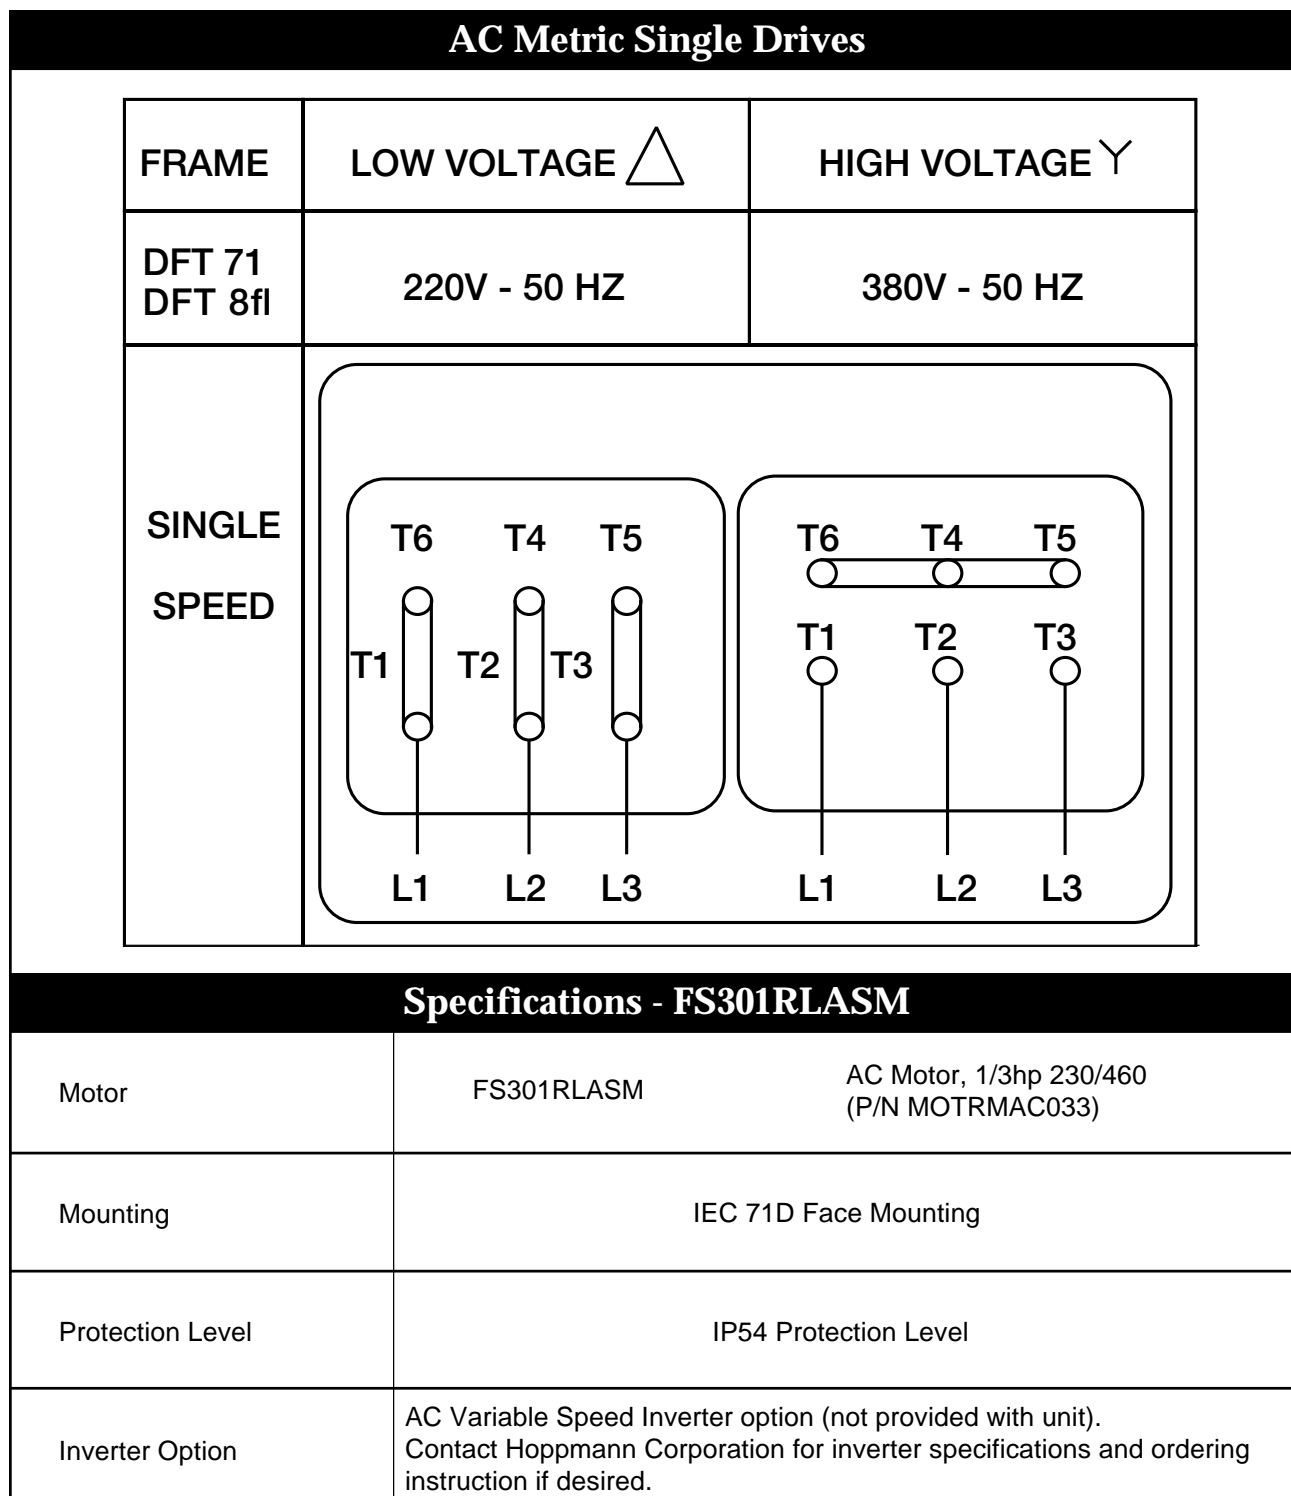 AC Metric Single Drives
FRAME
LOW VOLTAGE
HIGH VOLTAGE
DFT 71
DFT 8fl
220V - 50 HZ
380V - 50 HZ
SINGLE
SPEED
T6 T4 T5
T1 T2 T3
L1 L2 L3
T6 T4 T5
T1 T2 T3
L1 L2 L3
Specifications - FS301RLASM
Motor
FS301RLASM
AC Motor, 1/3hp 230/460
(P/N MOTRMAC033)
Mounting
IEC 71D Face Mounting
Protection Level
IP54 Protection Level
Inverter Option
AC Variable Speed Inverter option (not provided with unit).
Contact Hoppmann Corporation for inverter specifications and ordering
instruction if desired.